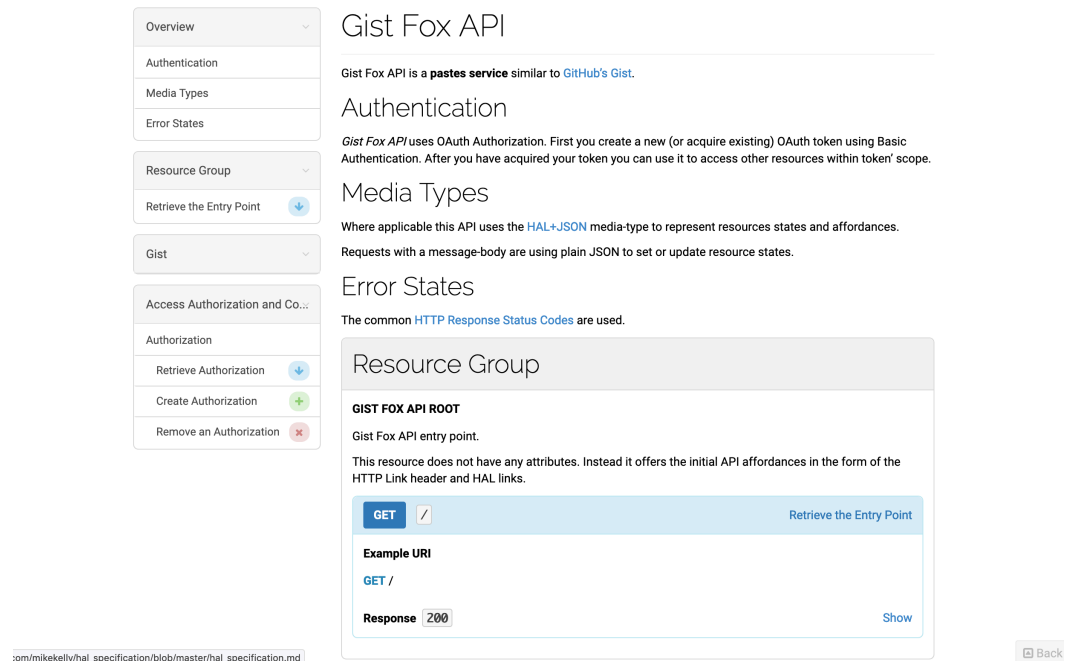 Overview
Authentication
Media Types
Error States
Resource Group
Retrieve the Entry Point
Gist
Access Authorization and Co...
Authorization
Retrieve Authorization
Create Authorization
Remove an Authorization
Gist Fox API
Gist Fox API is a pastes service similar to GitHub's Gist.
Authentication
Gist Fox API uses OAuth Authorization. First you create a new (or acquire existing) OAuth token using Basic
Authentication. After you have acquired your token you can use it to access other resources within token' scope.
Media Types
Where applicable this API uses the HAL+JSON media-type to represent resources states and affordances.
Requests with a message-body are using plain JSON to set or update resource states.
Error States
The common HTTP Response Status Codes are used.
Resource Group
GIST FOX API ROOT
Gist Fox API entry point.
This resource does not have any attributes. Instead it offers the initial API affordances in the form of the
HTTP Link header and HAL links.
GET / Retrieve the Entry Point
Example URI
GET /
Response 200 Show
:om/mikekelly/hal_specification/blob/master/hal_specification.md
Back